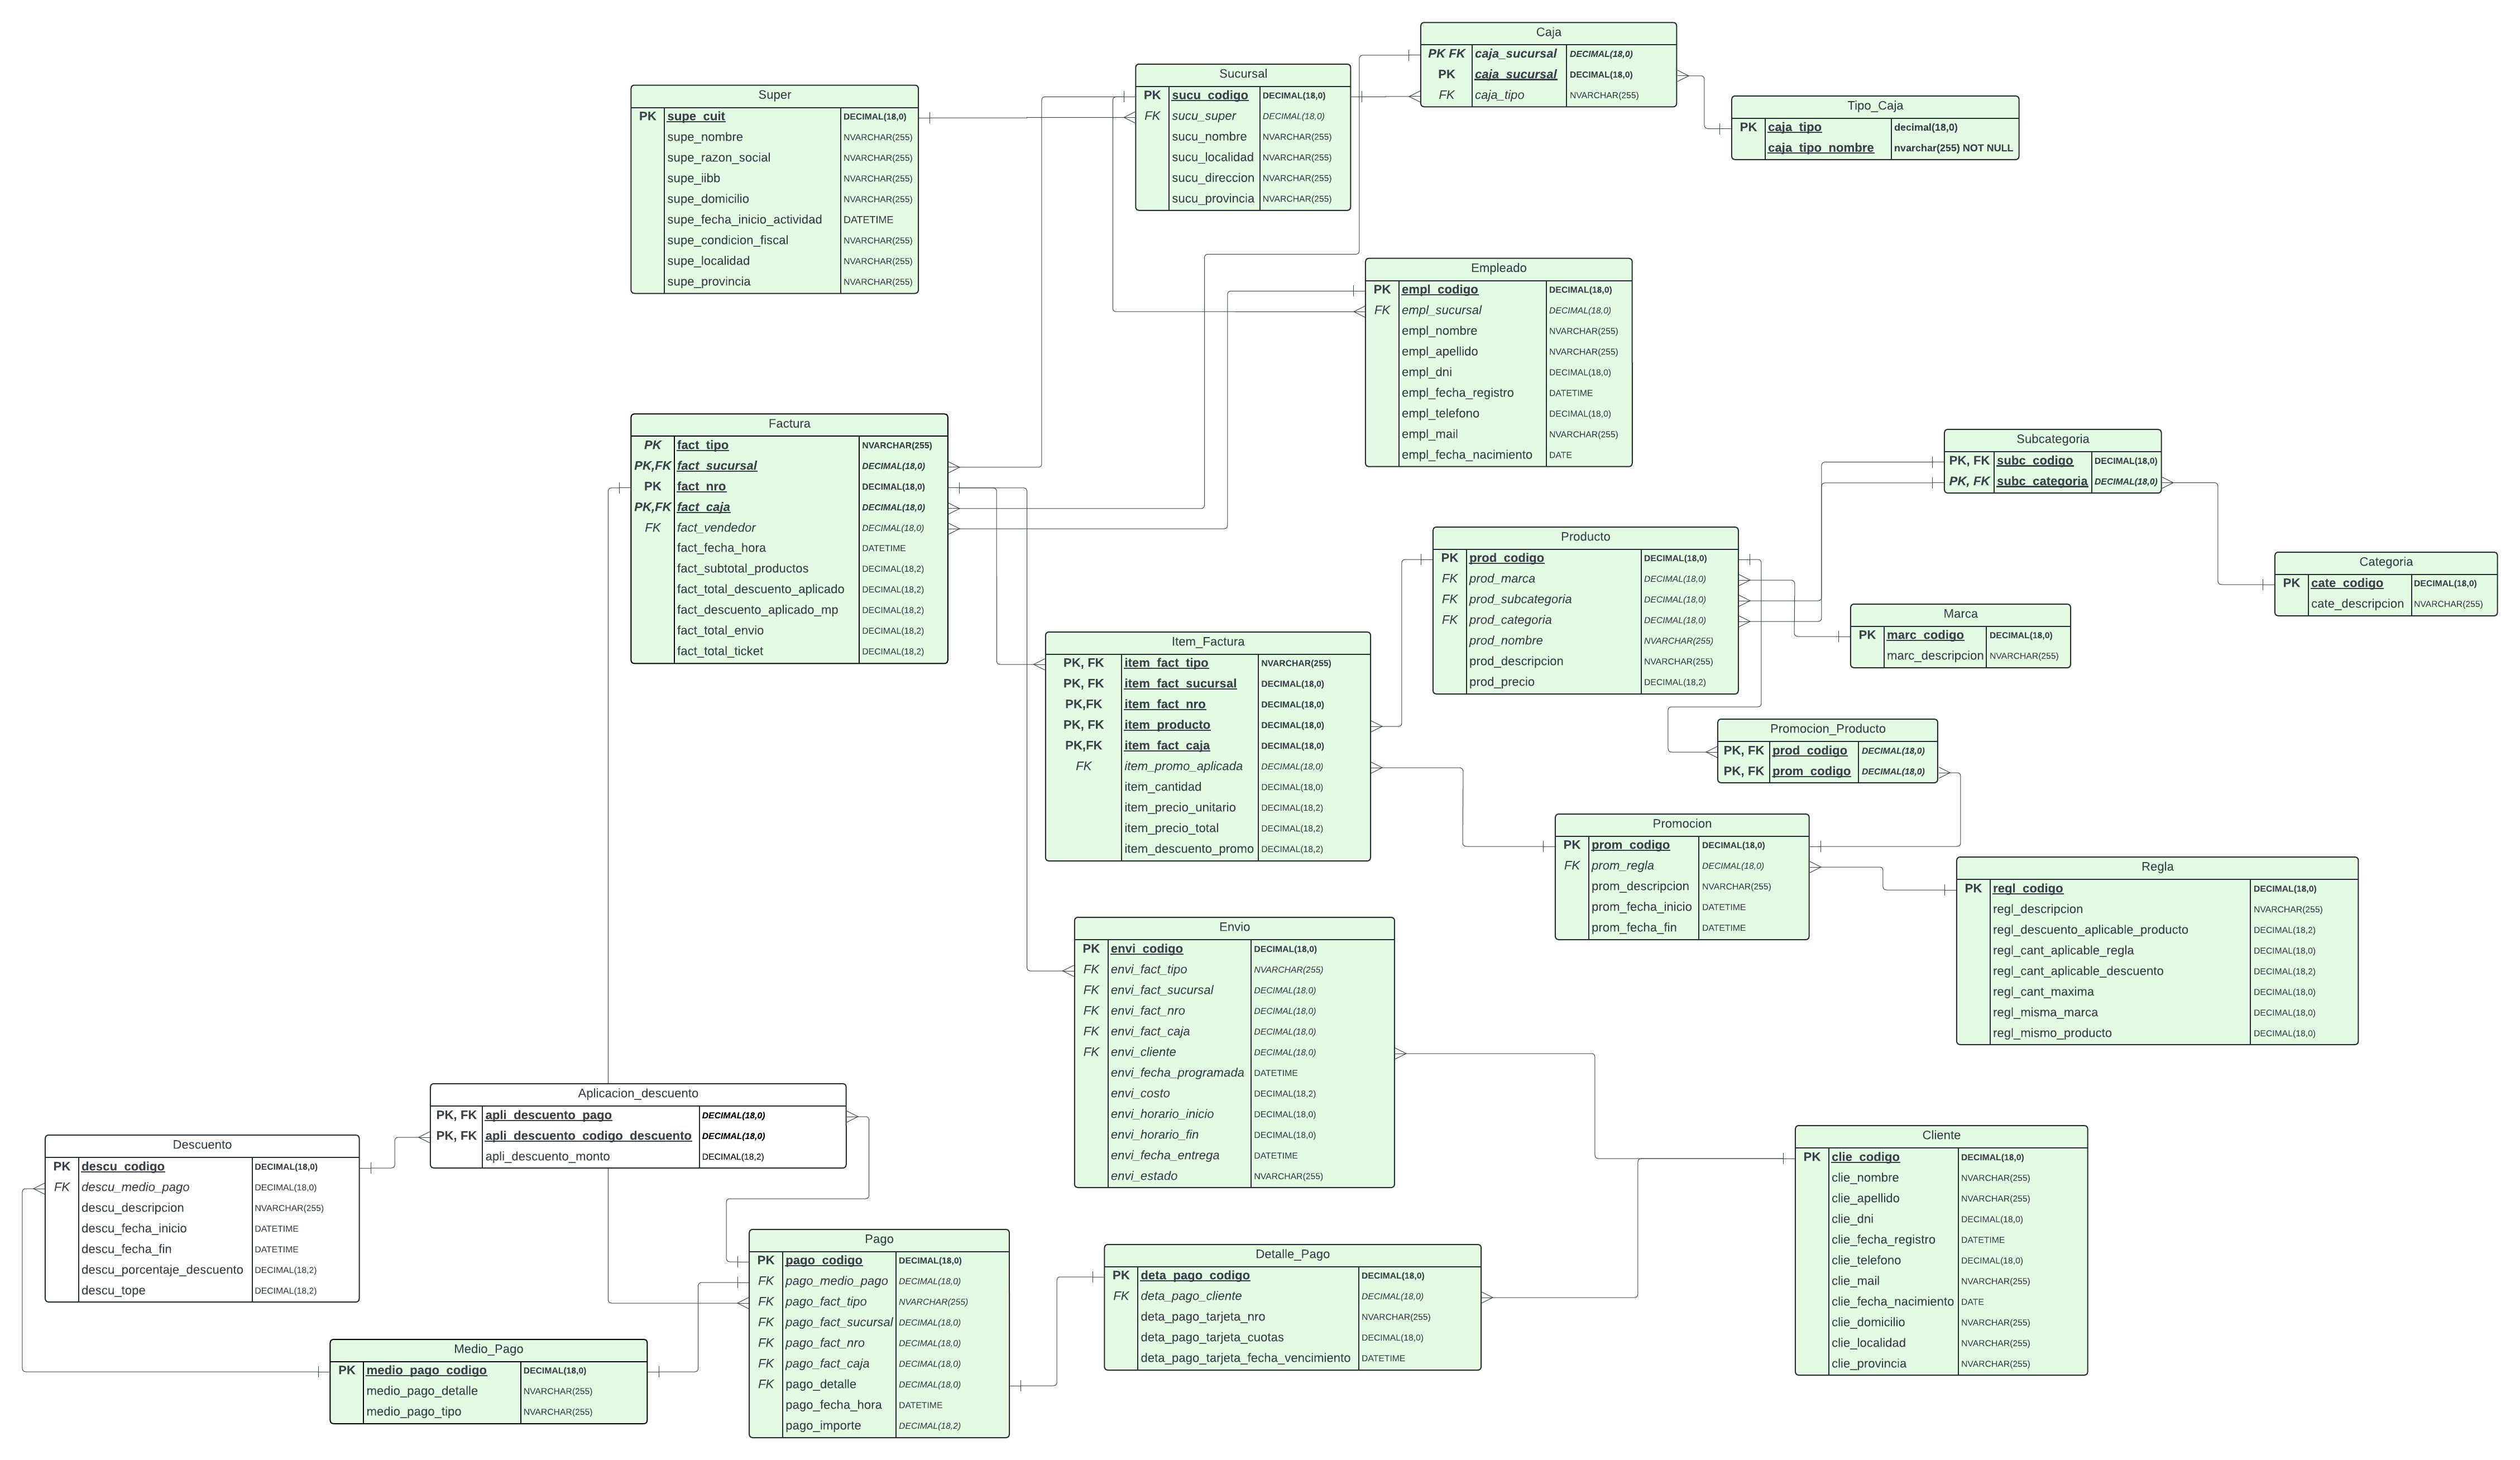 Super
PK supe_cuit DECIMAL(18,0)
supe_nombre NVARCHAR(255)
supe_razon_social NVARCHAR(255)
supe_iibb NVARCHAR(255)
supe_domicilio NVARCHAR(255)
supe_fecha_inicio_actividad DATETIME
supe_condicion_fiscal NVARCHAR(255)
supe_localidad NVARCHAR(255)
supe_provincia NVARCHAR(255)
Sucursal
PK sucu_codigo DECIMAL(18,0)
FK sucu_super DECIMAL(18,0)
sucu_nombre NVARCHAR(255)
sucu_localidad NVARCHAR(255)
sucu_direccion NVARCHAR(255)
sucu_provincia NVARCHAR(255)
Caja
PK FK caja_sucursal DECIMAL(18,0)
PK caja_sucursal DECIMAL(18,0)
FK caja_tipo NVARCHAR(255)
Tipo_Caja
PK caja_tipo decimal(18,0)
caja_tipo_nombre nvarchar(255) NOT NULL
Empleado
PK empl_codigo DECIMAL(18,0)
FK empl_sucursal DECIMAL(18,0)
empl_nombre NVARCHAR(255)
empl_apellido NVARCHAR(255)
empl_dni DECIMAL(18,0)
empl_fecha_registro DATETIME
empl_telefono DECIMAL(18,0)
empl_mail NVARCHAR(255)
empl_fecha_nacimiento DATE
Factura
PK fact_tipo NVARCHAR(255)
PK,FK fact_sucursal DECIMAL(18,0)
PK fact_nro DECIMAL(18,0)
PK,FK fact_caja DECIMAL(18,0)
FK fact_vendedor DECIMAL(18,0)
fact_fecha_hora DATETIME
fact_subtotal_productos DECIMAL(18,2)
fact_total_descuento_aplicado DECIMAL(18,2)
fact_descuento_aplicado_mp DECIMAL(18,2)
fact_total_envio DECIMAL(18,2)
fact_total_ticket DECIMAL(18,2)
Subcategoria
PK, FK subc_codigo DECIMAL(18,0)
PK, FK subc_categoria DECIMAL(18,0)
Categoria
PK cate_codigo DECIMAL(18,0)
cate_descripcion NVARCHAR(255)
Producto
PK prod_codigo DECIMAL(18,0)
FK prod_marca DECIMAL(18,0)
FK prod_subcategoria DECIMAL(18,0)
FK prod_categoria DECIMAL(18,0)
prod_nombre NVARCHAR(255)
prod_descripcion NVARCHAR(255)
prod_precio DECIMAL(18,2)
Marca
PK marc_codigo DECIMAL(18,0)
marc_descripcion NVARCHAR(255)
Item_Factura
PK, FK item_fact_tipo NVARCHAR(255)
PK, FK item_fact_sucursal DECIMAL(18,0)
PK,FK item_fact_nro DECIMAL(18,0)
PK, FK item_producto DECIMAL(18,0)
PK,FK item_fact_caja DECIMAL(18,0)
FK item_promo_aplicada DECIMAL(18,0)
item_cantidad DECIMAL(18,0)
item_precio_unitario DECIMAL(18,2)
item_precio_total DECIMAL(18,2)
item_descuento_promo DECIMAL(18,2)
Promocion_Producto
PK, FK prod_codigo DECIMAL(18,0)
PK, FK prom_codigo DECIMAL(18,0)
Promocion
PK prom_codigo DECIMAL(18,0)
FK prom_regla DECIMAL(18,0)
prom_descripcion NVARCHAR(255)
prom_fecha_inicio DATETIME
prom_fecha_fin DATETIME
Regla
PK regl_codigo DECIMAL(18,0)
regl_descripcion NVARCHAR(255)
regl_descuento_aplicable_producto DECIMAL(18,2)
regl_cant_aplicable_regla DECIMAL(18,0)
regl_cant_aplicable_descuento DECIMAL(18,2)
regl_cant_maxima DECIMAL(18,0)
regl_misma_marca DECIMAL(18,0)
regl_mismo_producto DECIMAL(18,0)
Envio
PK envi_codigo DECIMAL(18,0)
FK envi_fact_tipo NVARCHAR(255)
FK envi_fact_sucursal DECIMAL(18,0)
FK envi_fact_nro DECIMAL(18,0)
FK envi_fact_caja DECIMAL(18,0)
FK envi_cliente DECIMAL(18,0)
envi_fecha_programada DATETIME
envi_costo DECIMAL(18,2)
envi_horario_inicio DECIMAL(18,0)
envi_horario_fin DECIMAL(18,0)
envi_fecha_entrega DATETIME
envi_estado NVARCHAR(255)
Aplicacion_descuento
PK, FK apli_descuento_pago DECIMAL(18,0)
PK, FK apli_descuento_codigo_descuento DECIMAL(18,0)
apli_descuento_monto DECIMAL(18,2)
Descuento
PK descu_codigo DECIMAL(18,0)
FK descu_medio_pago DECIMAL(18,0)
descu_descripcion NVARCHAR(255)
descu_fecha_inicio DATETIME
descu_fecha_fin DATETIME
descu_porcentaje_descuento DECIMAL(18,2)
descu_tope DECIMAL(18,2)
Cliente
PK clie_codigo DECIMAL(18,0)
clie_nombre NVARCHAR(255)
clie_apellido NVARCHAR(255)
clie_dni DECIMAL(18,0)
clie_fecha_registro DATETIME
clie_telefono DECIMAL(18,0)
clie_mail NVARCHAR(255)
clie_fecha_nacimiento DATE
clie_domicilio NVARCHAR(255)
clie_localidad NVARCHAR(255)
clie_provincia NVARCHAR(255)
Pago
PK pago_codigo DECIMAL(18,0)
FK pago_medio_pago DECIMAL(18,0)
FK pago_fact_tipo NVARCHAR(255)
FK pago_fact_sucursal DECIMAL(18,0)
FK pago_fact_nro DECIMAL(18,0)
FK pago_fact_caja DECIMAL(18,0)
FK pago_detalle DECIMAL(18,0)
pago_fecha_hora DATETIME
pago_importe DECIMAL(18,2)
Detalle_Pago
PK deta_pago_codigo DECIMAL(18,0)
FK deta_pago_cliente DECIMAL(18,0)
deta_pago_tarjeta_nro NVARCHAR(255)
deta_pago_tarjeta_cuotas DECIMAL(18,0)
deta_pago_tarjeta_fecha_vencimiento DATETIME
Medio_Pago
PK medio_pago_codigo DECIMAL(18,0)
medio_pago_detalle NVARCHAR(255)
medio_pago_tipo NVARCHAR(255)